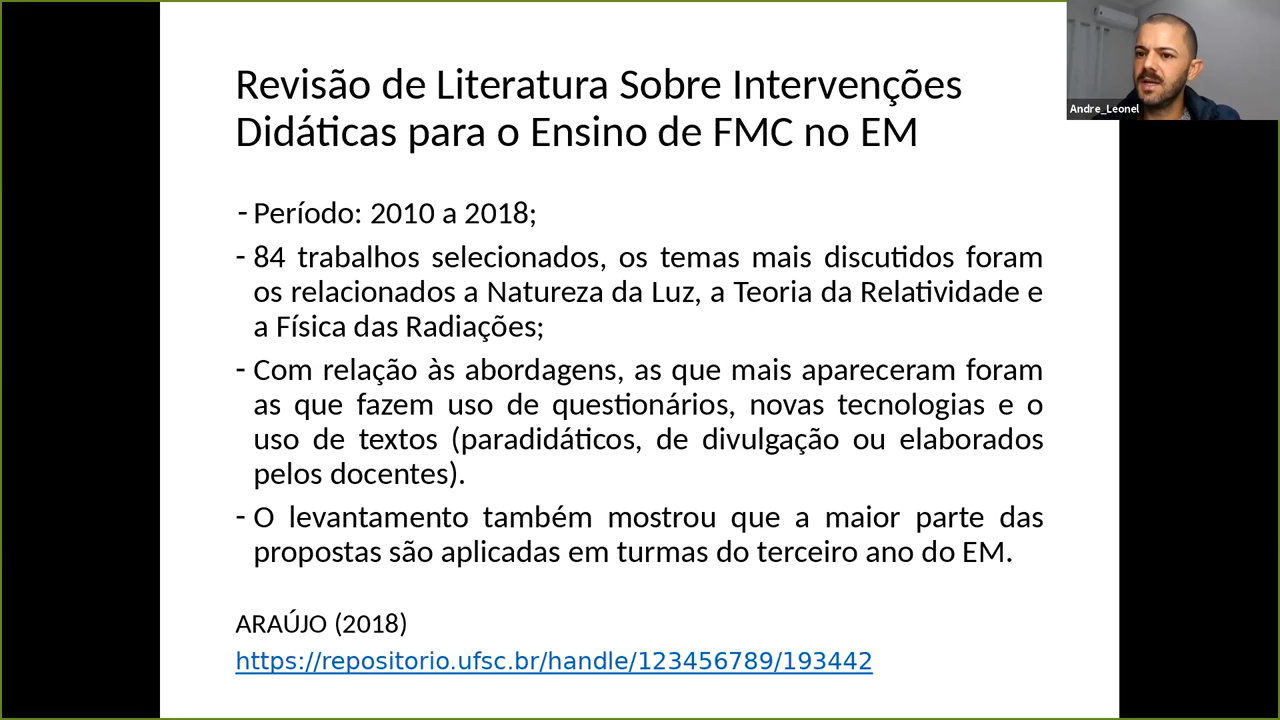 Revisão de Literatura Sobre Intervenções
Didáticas para o Ensino de FMC no EM
Andre_Leonel
- Período: 2010 a 2018;
- 84 trabalhos selecionados, os temas mais discutidos foram
os relacionados a Natureza da Luz, a Teoria da Relatividade e
a Física das Radiações;
- Com relação às abordagens, as que mais apareceram foram
as que fazem uso de questionários, novas tecnologias e o
uso de textos (paradidáticos, de divulgação ou elaborados
pelos docentes).
- O levantamento também mostrou que a maior parte das
propostas são aplicadas em turmas do terceiro ano do EM.
ARAÚJO (2018)
https://repositorio.ufsc.br/handle/123456789/193442